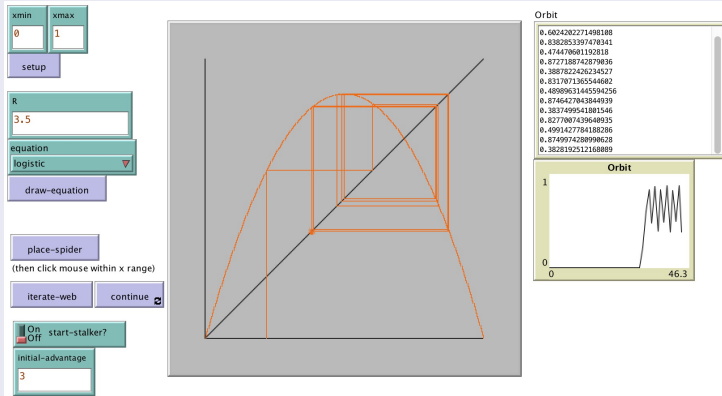 xmin
0
xmax
1
setup
R
3.5
equation
logistic
draw-equation
place-spider
(then click mouse within x range)
iterate-web
continue
On
Off
start-stalker?
initial-advantage
3
Orbit
0.6024202271498108
0.8382853397470341
0.474470601192818
0.8727188742879036
0.3887822426234527
0.8317071365544602
0.48989631445594256
0.8746427043844939
0.3837499541801546
0.8277007439640935
0.4991427784188286
0.8749974280990628
0.3828192512168089
Orbit
1
0
0
46.3